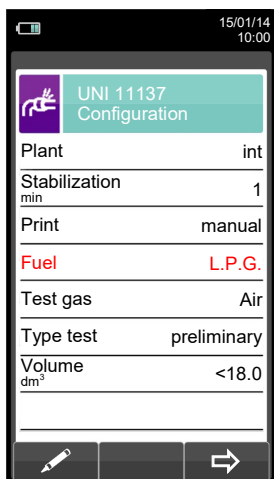 15/01/14
10:00
UNI 11137
Configuration
Plant int
Stabilization 1
min
Print manual
Fuel L.P.G.
Test gas Air
Type test preliminary
Volume <18.0
dm³